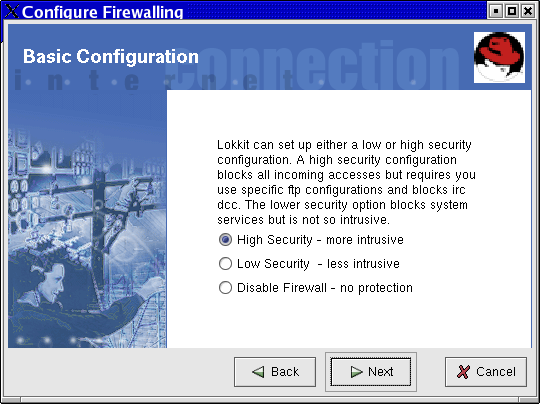 Configure Firewalling
Basic Configuration
connection
internet
Lokkit can set up either a low or high security
configuration. A high security configuration
blocks all incoming accesses but requires you
use specific ftp configurations and blocks irc
dcc. The lower security option blocks system
services but is not so intrusive.
High Security - more intrusive
Low Security - less intrusive
Disable Firewall - no protection
Back
Next
Cancel